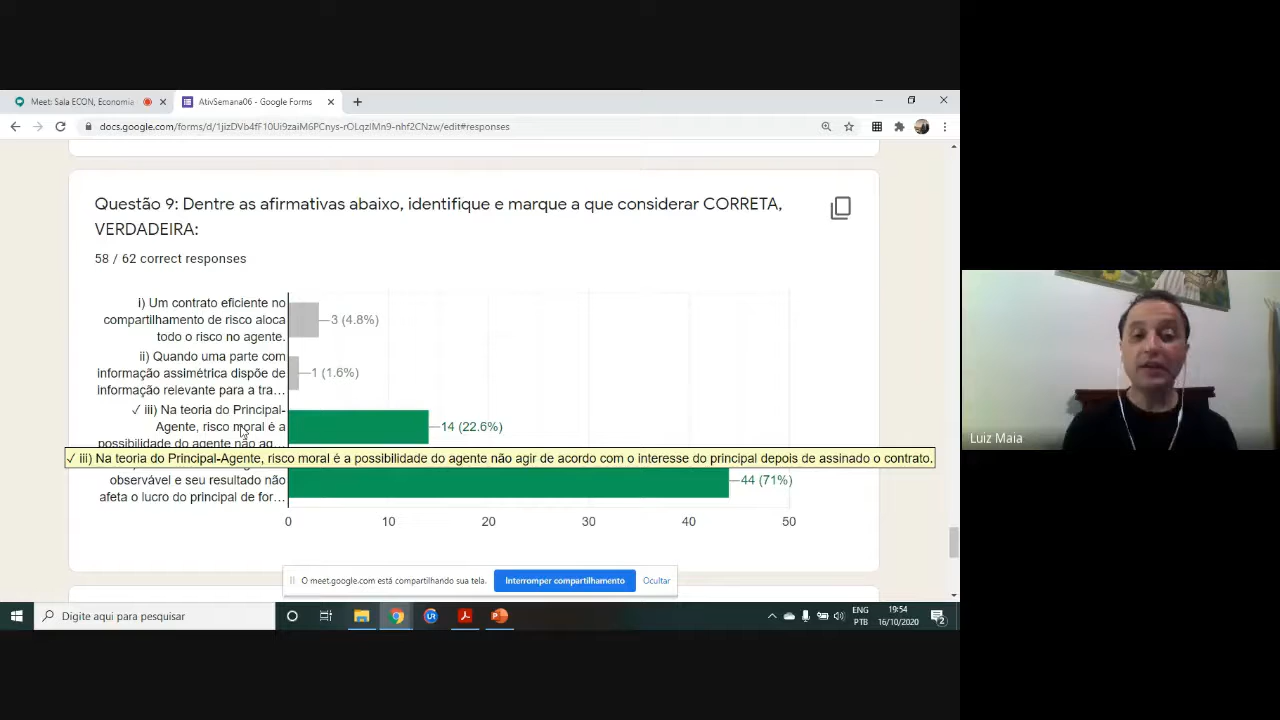 Meet: Sala ECON, Economia
AtivSemana06 - Google Forms
docs.google.com/forms/d/1jizDVb4fF10Ui9zaiM6PCnys-rOLqzIMn9-nhf2CNzw/edit#responses
Questão 9: Dentre as afirmativas abaixo, identifique e marque a que considerar CORRETA,
VERDADEIRA:
58 / 62 correct responses
i) Um contrato eficiente no
compartilhamento de risco aloca
todo o risco no agente.
3 (4.8%)
ii) Quando uma parte com
informação assimétrica dispõe de
informação relevante para a tra…
1 (1.6%)
✓ iii) Na teoria do Principal-
Agente, risco moral é a
possibilidade do agente não ag…
14 (22.6%)
✓ iii) Na teoria do Principal-Agente, risco moral é a possibilidade do agente não agir de acordo com o interesse do principal depois de assinado o contrato.
observável e seu resultado não
afeta o lucro do principal de for…
44 (71%)
0 10 20 30 40 50
Luiz Maia
O meet.google.com está compartilhando sua tela.
Interromper compartilhamento
Ocultar
Digite aqui para pesquisar
ENG
PTB
19:54
16/10/2020
2